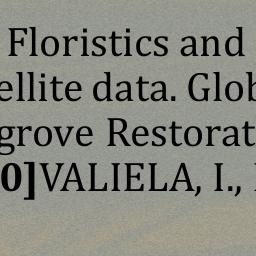 Floristics and
ellite data. Glob
grove Restorat
0]VALIELA, I.,